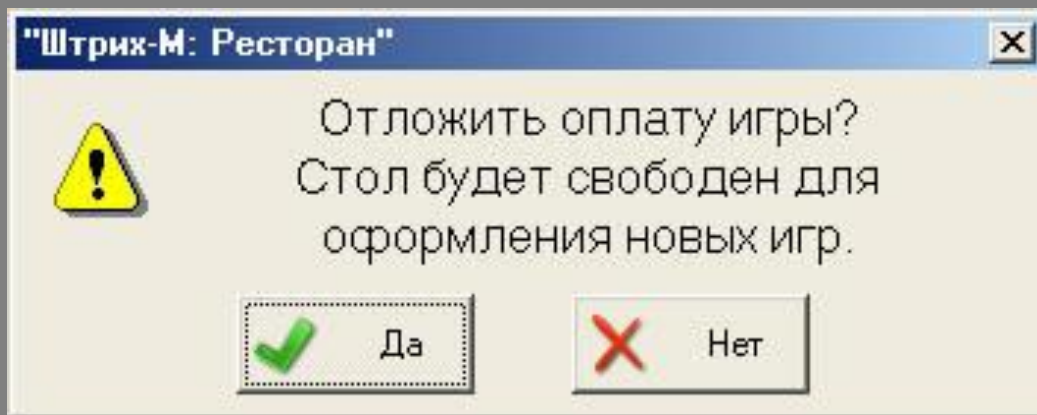 "Штрих-М: Ресторан"
Отложить оплату игры?
Стол будет свободен для
оформления новых игр.
Да
Нет